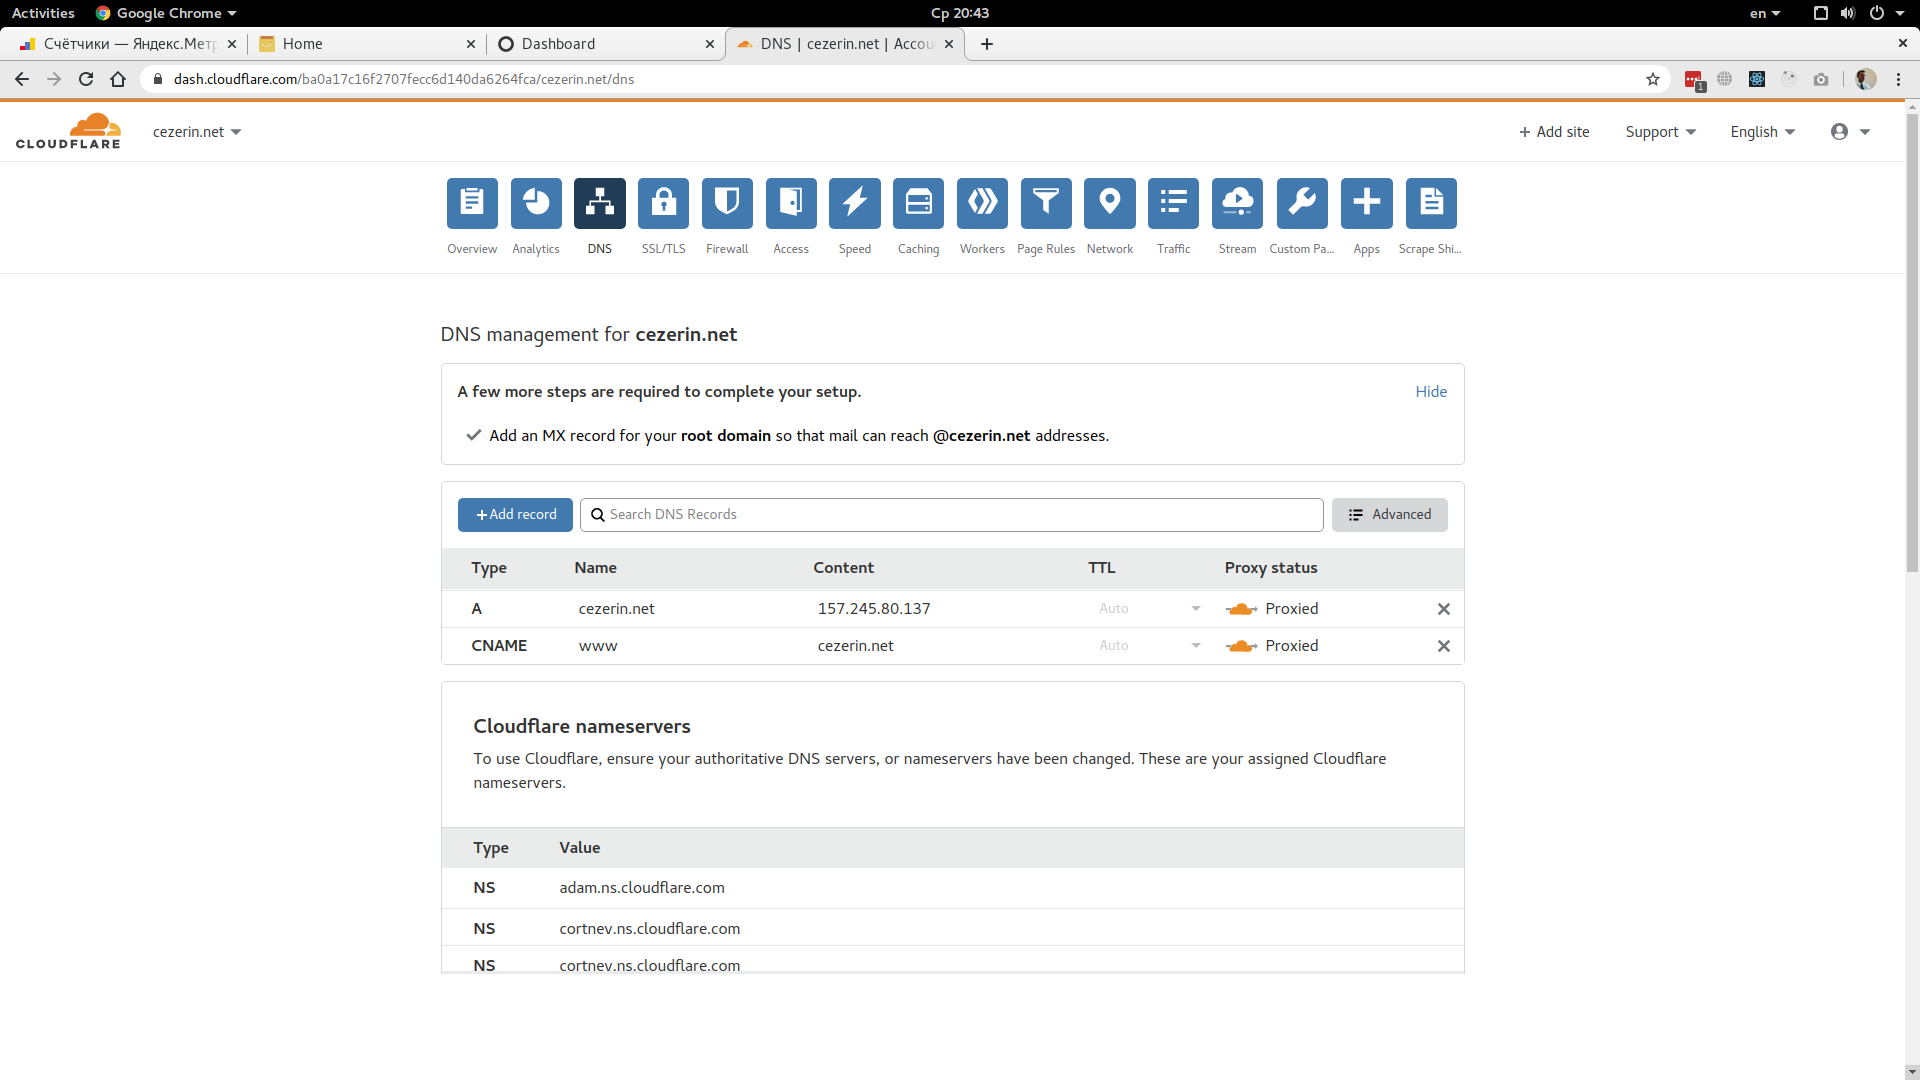 Activities
Google Chrome
Ср 20:43
en
Счётчики — Яндекс.Метр
Home
Dashboard
DNS | cezerin.net | Accou
dash.cloudflare.com/ba0a17c16f2707fecc6d140da6264fca/cezerin.net/dns
1
CLOUDFLARE
cezerin.net
Add site
Support
English
Overview
Analytics
DNS
SSL/TLS
Firewall
Access
Speed
Caching
Workers
Page Rules
Network
Traffic
Stream
Custom Pa...
Apps
Scrape Shi...
DNS management for cezerin.net
A few more steps are required to complete your setup.
Hide
Add an MX record for your root domain so that mail can reach @cezerin.net addresses.
+Add record
Search DNS Records
Advanced
Type Name Content TTL Proxy status
A cezerin.net 157.245.80.137 Auto Proxied
CNAME www cezerin.net Auto Proxied
Cloudflare nameservers
To use Cloudflare, ensure your authoritative DNS servers, or nameservers have been changed. These are your assigned Cloudflare
nameservers.
Type Value
NS adam.ns.cloudflare.com
NS cortney.ns.cloudflare.com
NS cortney.ns.cloudflare.com